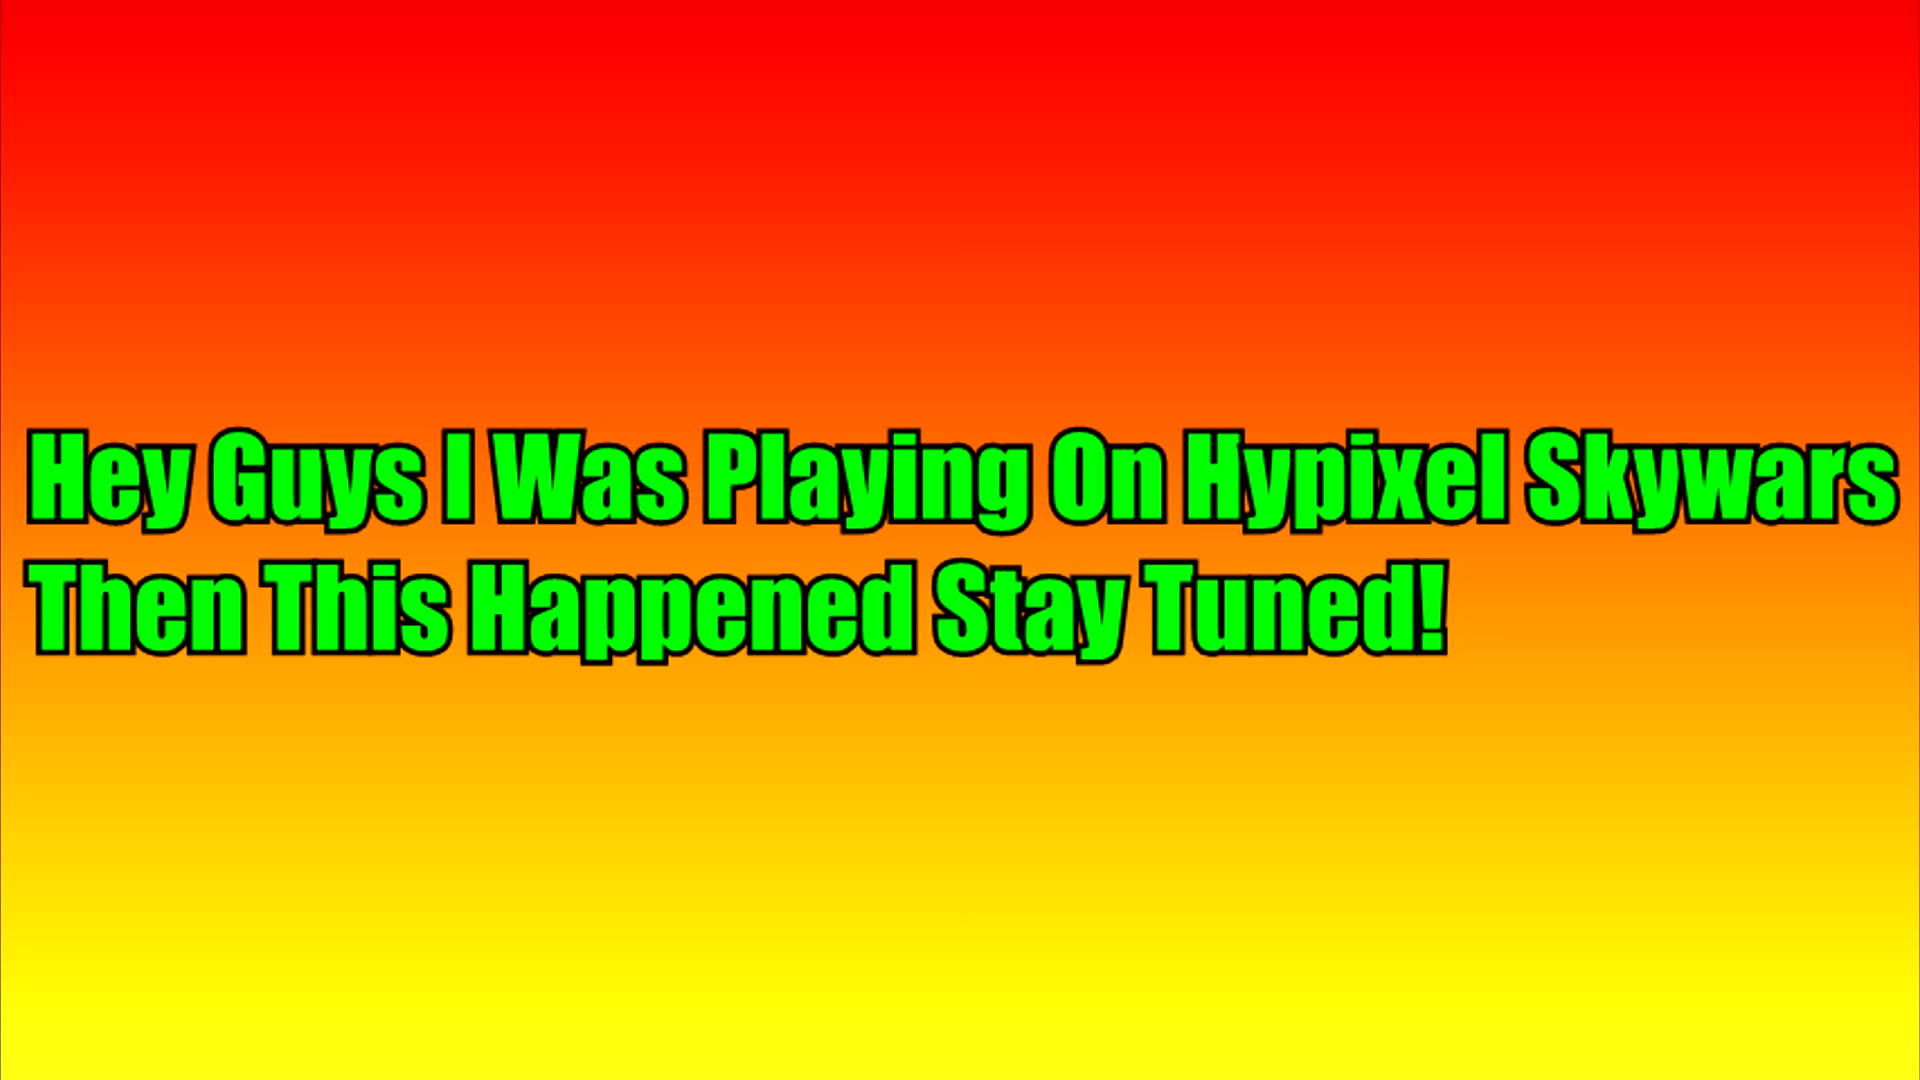 Hey Guys I Was Playing On Hypixel Skywars
Then This Happened Stay Tuned!